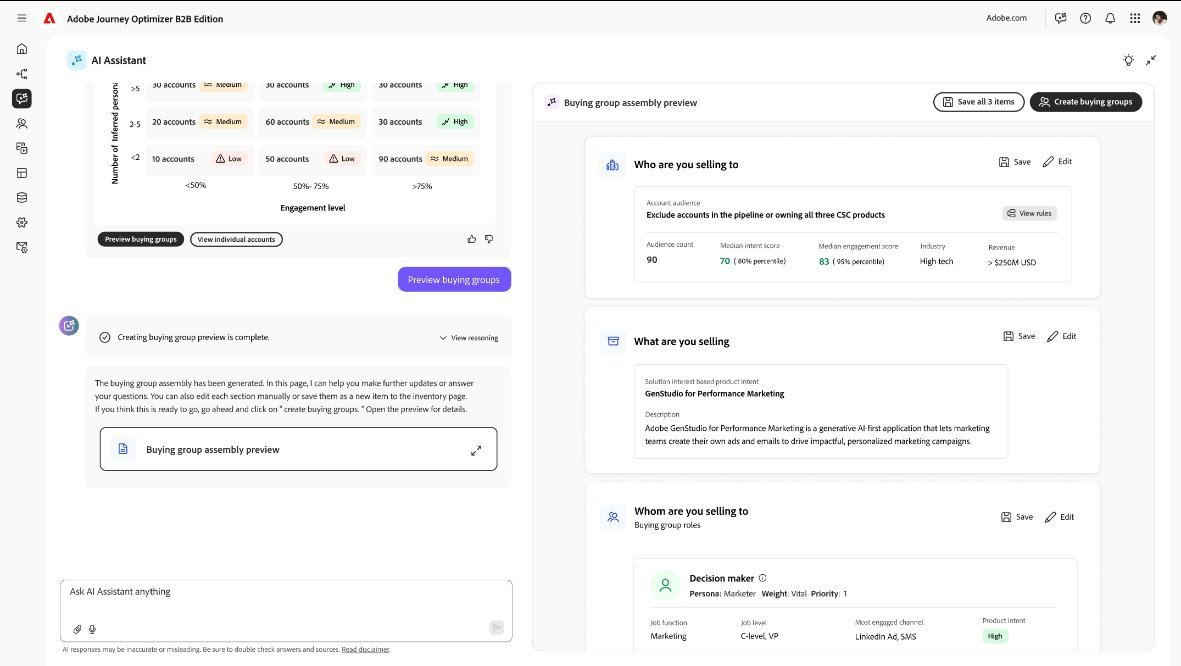 Adobe Journey Optimizer B2B Edition
Adobe.com
AI Assistant
Number of Inferred persona
>5
30 accounts
Medium
30 accounts
High
30 accounts
High
2-5
20 accounts
Medium
60 accounts
Medium
30 accounts
High
<2
10 accounts
Low
50 accounts
Low
90 accounts
Medium
<50%
50%- 75%
>75%
Engagement level
Preview buying groups
View individual accounts
Preview buying groups
Creating buying group preview is complete.
View reasoning
The buying group assembly has been generated. In this page, I can help you make further updates or answer
your questions. You can also edit each section manually or save them as a new item to the inventory page.
If you think this is ready to go, go ahead and click on " create buying groups. " Open the preview for details.
Buying group assembly preview
Ask AI Assistant anything
AI responses may be inaccurate or misleading. Be sure to double check answers and sources. Read disclaimer.
Buying group assembly preview
Save all 3 items
Create buying groups
Who are you selling to
Save
Edit
Account audience
Exclude accounts in the pipeline or owning all three CSC products
View rules
Audience count
Median intent score
Median engagement score
Industry
Revenue
90
70 ( 80% percentile)
83 ( 95% percentile)
High tech
> $250M USD
What are you selling
Save
Edit
Solution interest based product intent
GenStudio for Performance Marketing
Description
Adobe GenStudio for Performance Marketing is a generative AI-first application that lets marketing
teams create their own ads and emails to drive impactful, personalized marketing campaigns
Whom are you selling to
Buying group roles
Save
Edit
Decision maker
Persona: Marketer Weight: Vital Priority: 1
Job function
Job level
Most engaged channel
Product intent
Marketing
C-level, VP
LinkedIn Ad, SMS
High